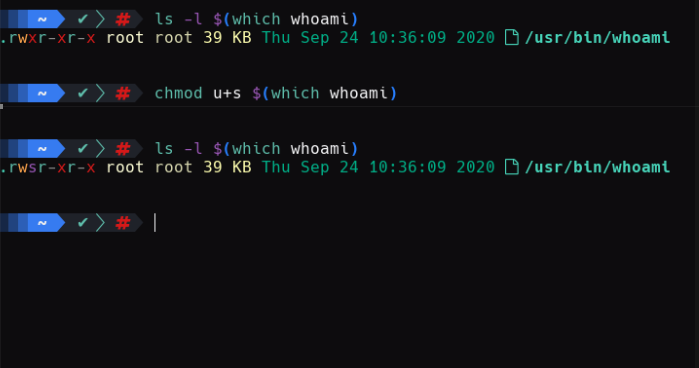 ~ ✔ # ls -l $(which whoami)
.rwxr-xr-x root root 39 KB Thu Sep 24 10:36:09 2020 /usr/bin/whoami
~ ✔ # chmod u+s $(which whoami)
~ ✔ # ls -l $(which whoami)
.rwsr-xr-x root root 39 KB Thu Sep 24 10:36:09 2020 /usr/bin/whoami
~ ✔ #